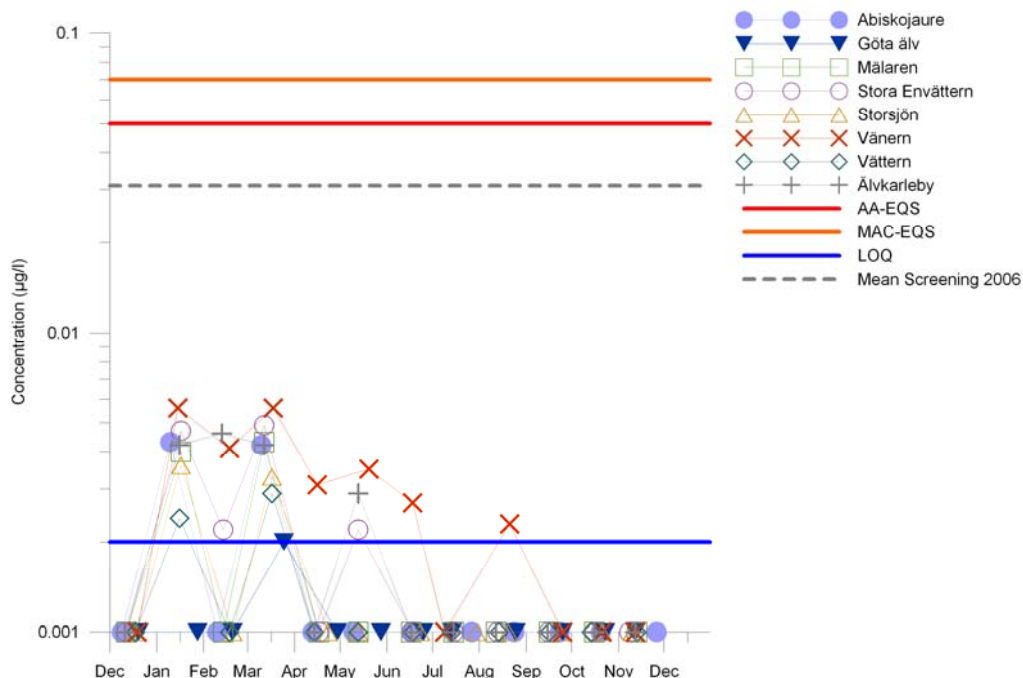 0.1
0.01
0.001
Concentration (µg/l)
Dec Jan Feb Mar Apr May Jun Jul Aug Sep Oct Nov Dec
Abiskojaure
Göta älv
Mälaren
Stora Envättern
Storsjön
Vänern
Vättern
Älvkarleby
AA-EQS
MAC-EQS
LOQ
Mean Screening 2006